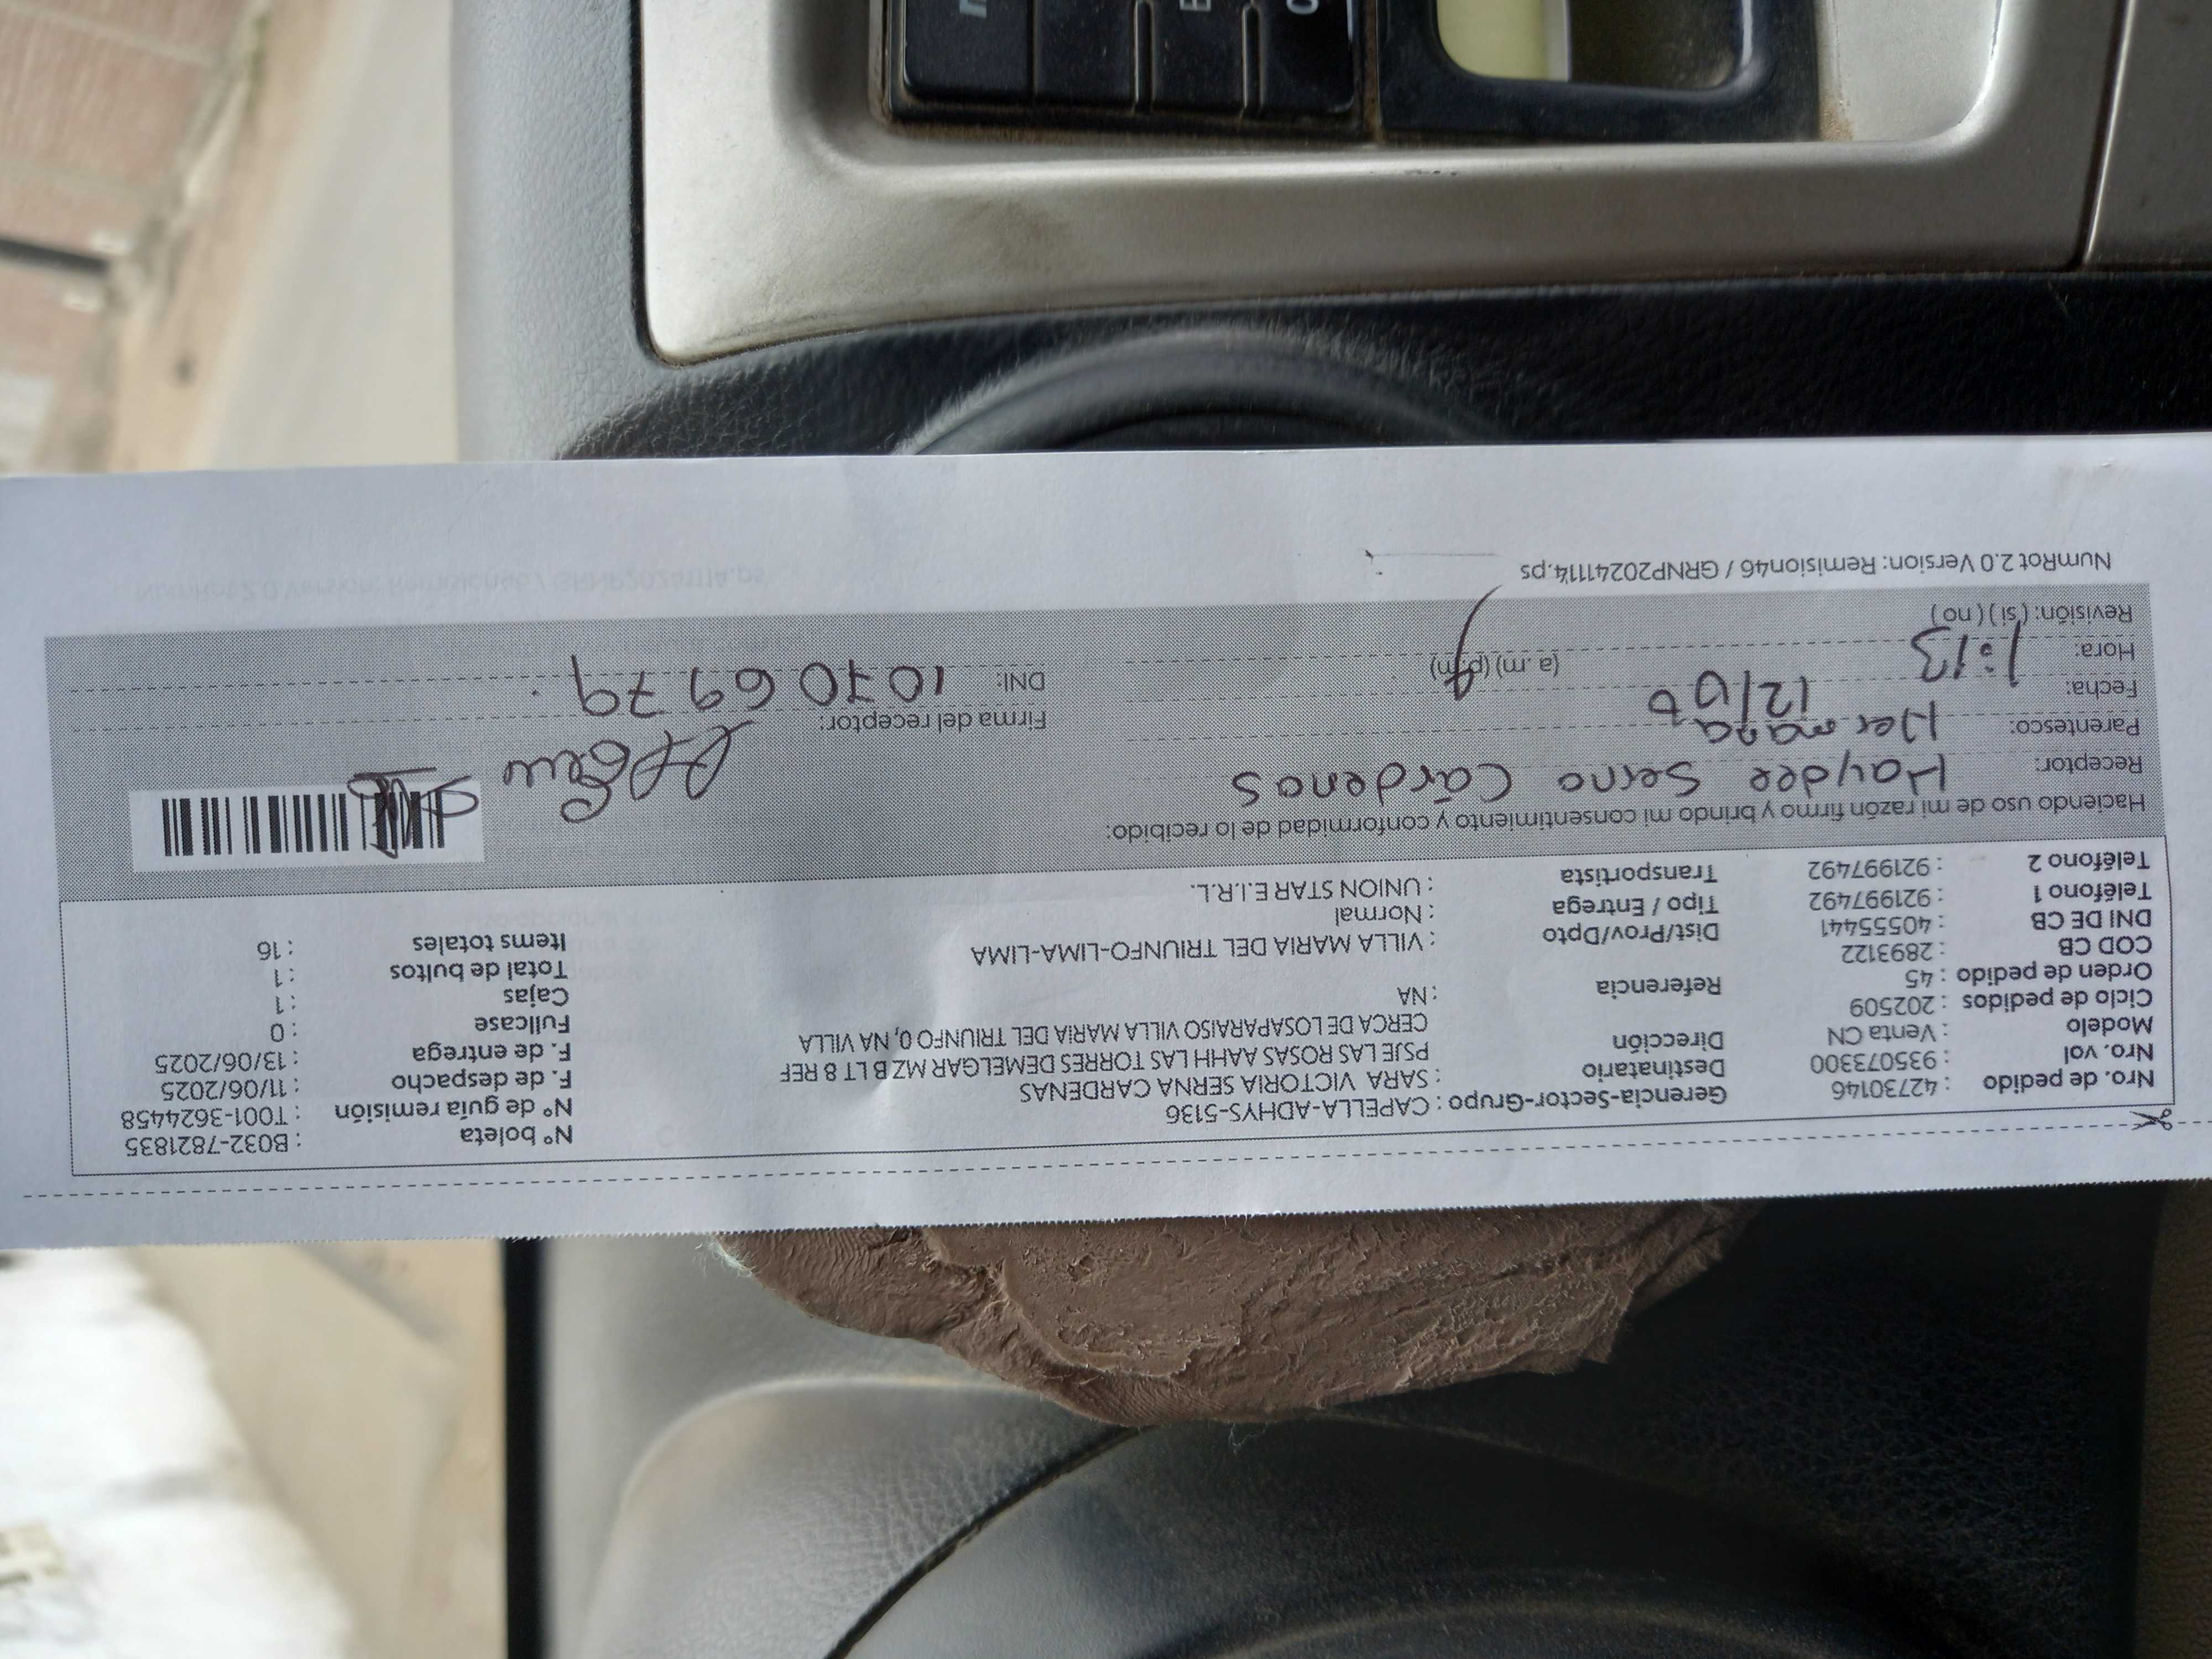 Nro. de pedido : 42730146
Nro. vol : 935073300
Modelo : Venta CN
Ciclo de pedidos : 202509
Orden de pedido : 45
COD CB : 2893122
DNI DE CB : 40555441
Teléfono 1 : 921997492
Teléfono 2 : 921997492
Gerencia-Sector-Grupo : CAPELLA-ADHYS-5136
Destinatario : SARA VICTORIA SERNA CARDENAS
Dirección PSJE LAS ROSAS AAHH LAS TORRES DEMELGAR MZ B LT 8 REF
CERCA DE LOSAPARAISO VILLA MARIA DEL TRIUNFO 0, NA VILLA
Referencia : NA
Dist/Prov/Dpto : VILLA MARIA DEL TRIUNFO-LIMA-LIMA
Tipo / Entrega : Normal
Transportista : UNION STAR E.I.R.L.
Nº boleta : B032-7821835
Nº de guía remisión : T001-3624458
F. de despacho : 11/06/2025
F. de entrega : 13/06/2025
Fullcase : 0
Cajas : 1
Total de bultos : 1
Items totales : 16
Haciendo uso de mi razón firmo y brindo mi consentimiento y conformidad de lo recibido:
Receptor: Haydee Serna Cárdenas
Parentesco: Hermana
Fecha: 12/06
Hora: 1:13 (a. m) (p.m)
Revisión: (si) (no)
Firma del receptor:
DNI: 10706979
NumRot 2.0 Version: Remision46 / GRNP20241114.ps